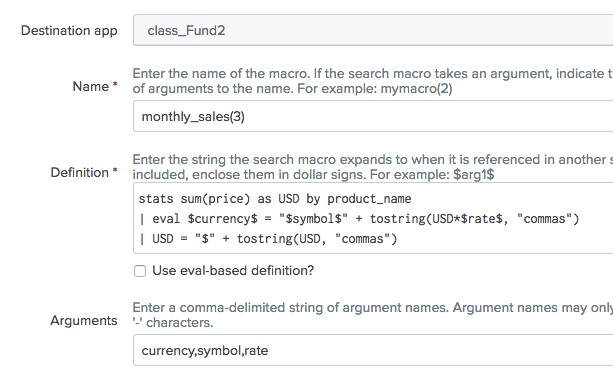 Destination app
class_Fund2
Enter the name of the macro. If the search macro takes an argument, indicate t
Name *
of arguments to the name. For example: mymacro(2)
monthly_sales(3)
Enter the string the search macro expands to when it is referenced in another s
Definition *
included, enclose them in dollar signs. For example: $arg1$
stats sum(price) as USD by product_name
| eval $currency$ = "$symbol$" + tostring(USD*$rate$, "commas")
| USD = "$" + tostring(USD, "commas")
Use eval-based definition?
Enter a comma-delimited string of argument names. Argument names may only
Arguments
'-' characters.
currency,symbol,rate